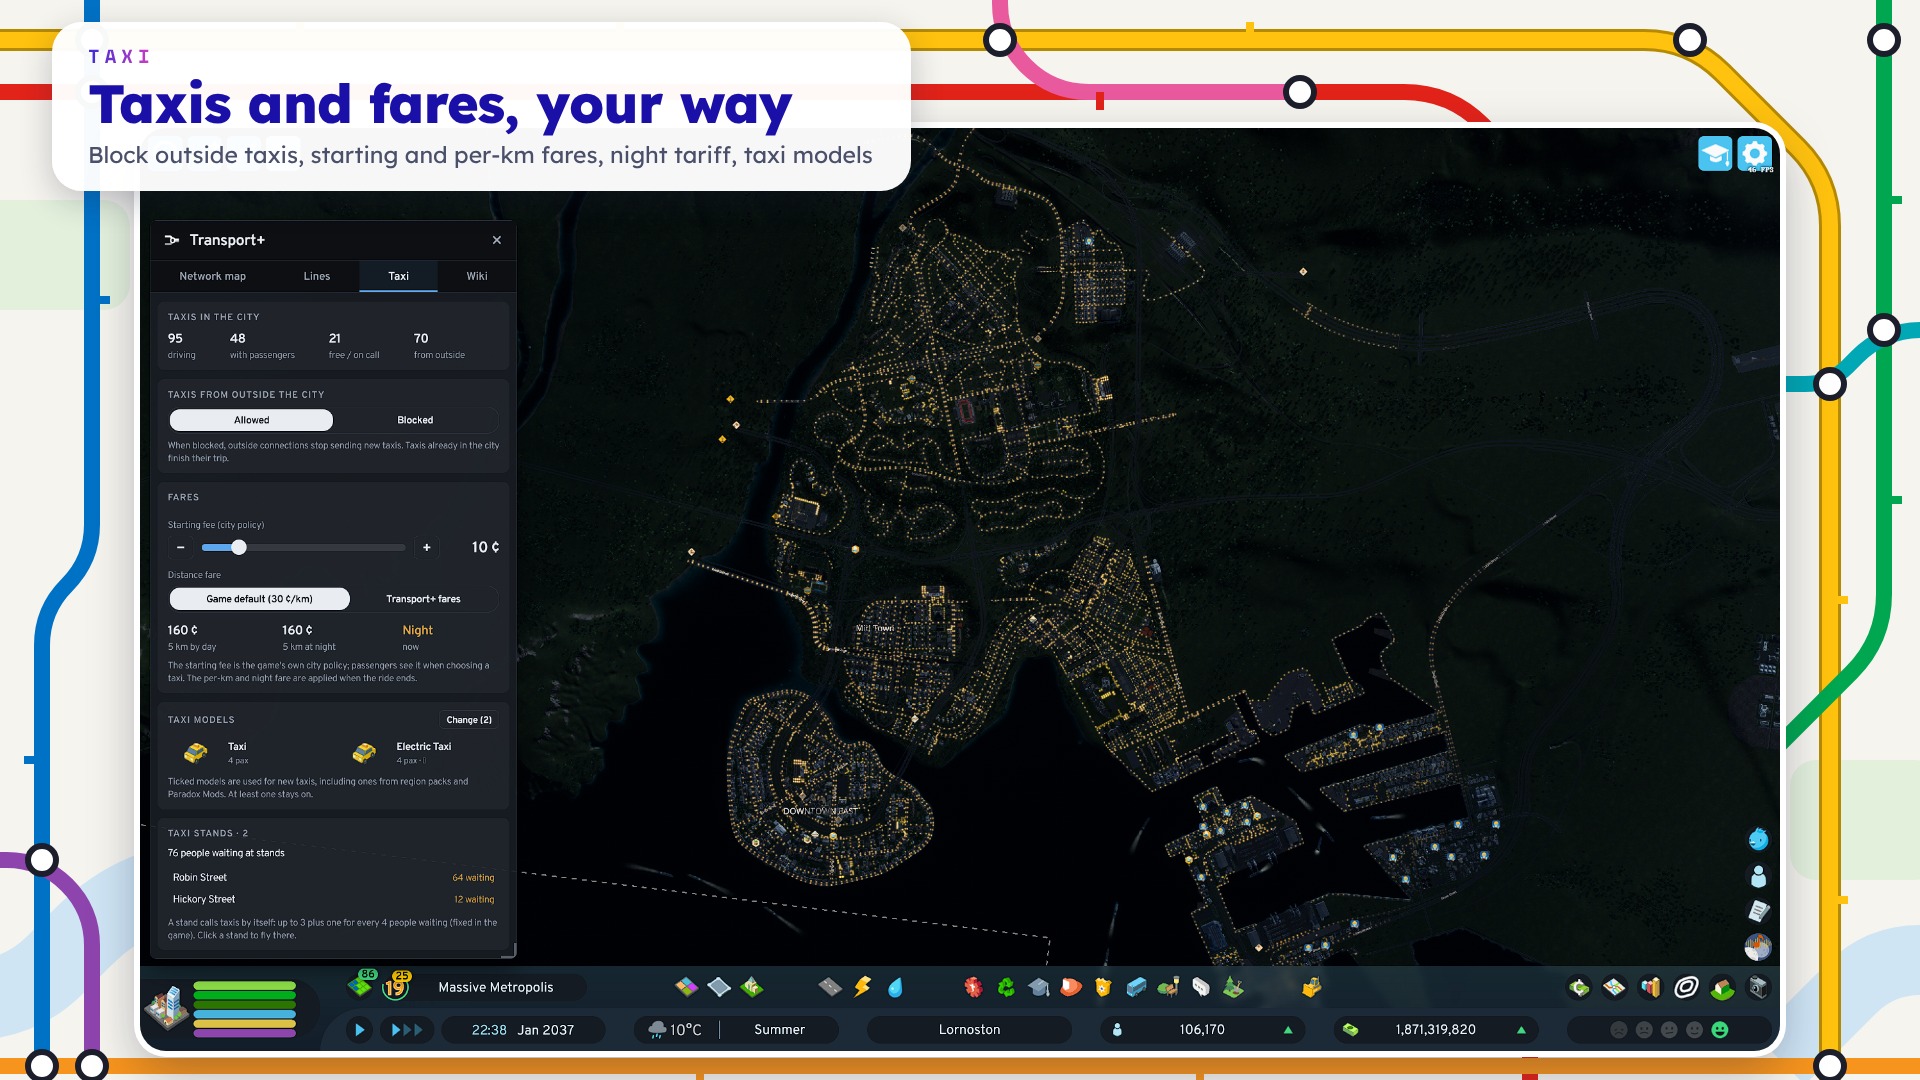 TAXI
Taxis and fares, your way
Block outside taxis, starting and per-km fares, night tariff, taxi models
46 FPS
Transport+
Network map Lines Taxi Wiki
TAXIS IN THE CITY
95 48 21 70
driving with passengers free / on call from outside
TAXIS FROM OUTSIDE THE CITY
Allowed Blocked
When blocked, outside connections stop sending new taxis. Taxis already in the city
finish their trip.
FARES
Starting fee (city policy)
10 ¢
Distance fare
Game default (30 ¢/km) Transport+ fares
160 ¢ 160 ¢ Night
5 km by day 5 km at night now
The starting fee is the game's own city policy; passengers see it when choosing a
taxi. The per-km and night fare are applied when the ride ends.
TAXI MODELS Change (2)
Taxi Electric Taxi
4 pax 4 pax ·
Ticked models are used for new taxis, including ones from region packs and
Paradox Mods. At least one stays on.
TAXI STANDS · 2
76 people waiting at stands
Robin Street 64 waiting
Hickory Street 12 waiting
A stand calls taxis by itself: up to 3 plus one for every 4 people waiting (fixed in the
game). Click a stand to fly there.
Mid Town
DOWNTOWN EAST
86 19 25 Massive Metropolis
22:38 Jan 2037 10°C Summer Lornoston 106,170 1,871,319,820